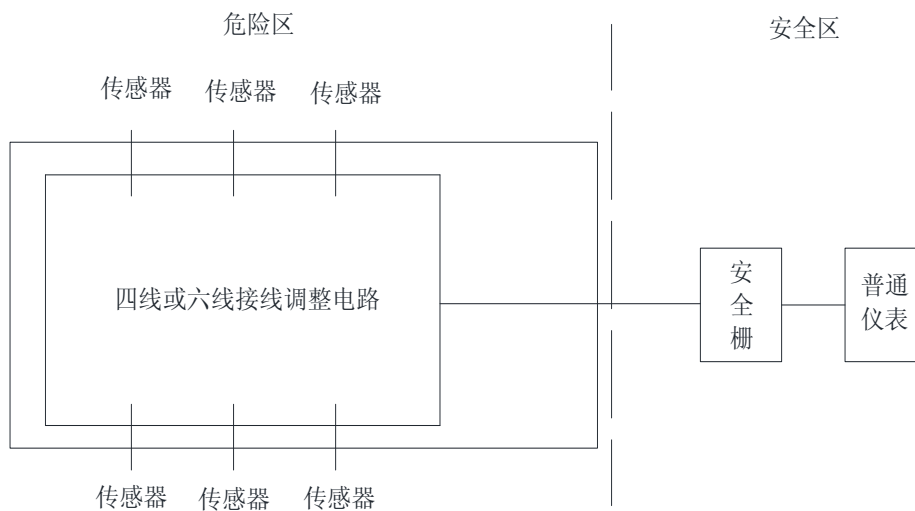 危险区
安全区
传感器 传感器 传感器
四线或六线接线调整电路
安
全
栅
普通
仪表
传感器 传感器 传感器